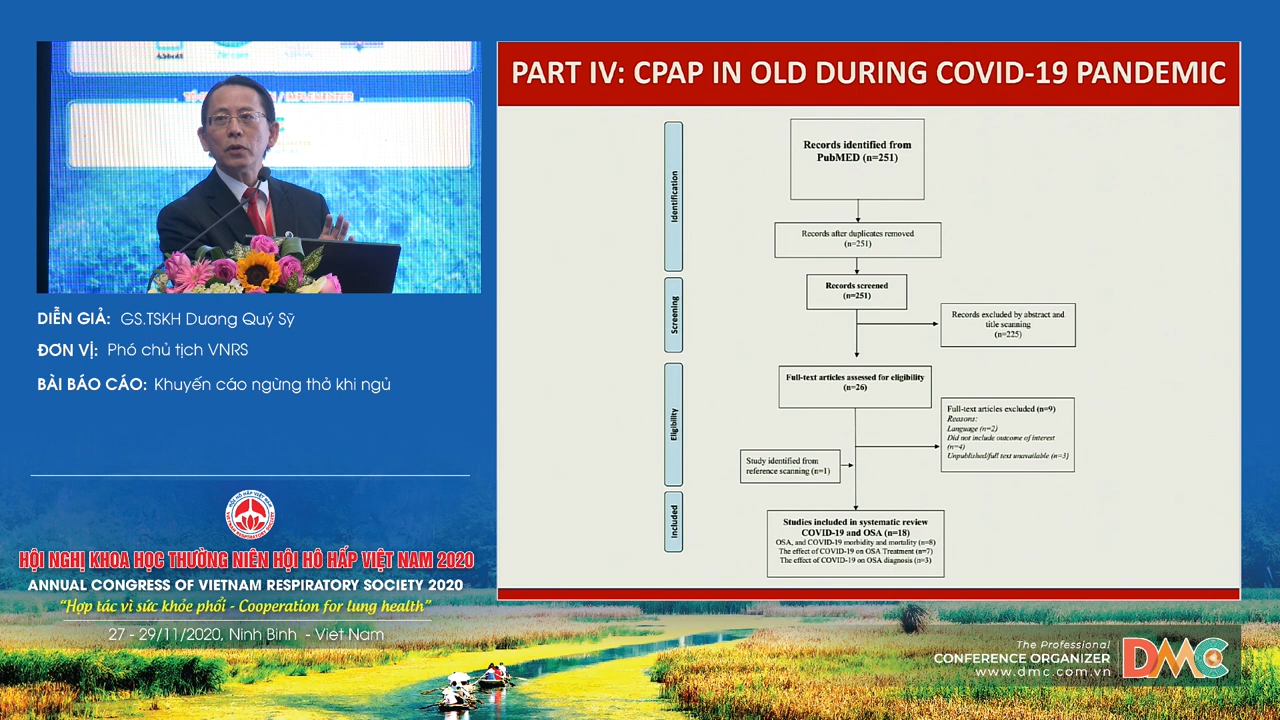 DIỄN GIẢ: GS.TSKH Dương Quý Sỹ
ĐƠN VỊ: Phó chủ tịch VNRS
BÀI BÁO CÁO: Khuyến cáo ngừng thở khi ngủ
HỘI HÔ HẤP VIỆT NAM
VIETNAM RESPIRATORY SOCIETY
HỘI NGHỊ KHOA HỌC THƯỜNG NIÊN HỘI HÔ HẤP VIỆT NAM 2020
ANNUAL CONGRESS OF VIETNAM RESPIRATORY SOCIETY 2020
“Hợp tác vì sức khỏe phổi - Cooperation for lung health”
27 - 29/11/2020, Ninh Bình - Việt Nam
PART IV: CPAP IN OLD DURING COVID-19 PANDEMIC
Identification
Records identified from
PubMED (n=251)
Records after duplicates removed
(n=251)
Screening
Records screened
(n=251)
Records excluded by abstract and
title scanning
(n=225)
Eligibility
Full-text articles assessed for eligibility
(n=26)
Full-text articles excluded (n=9)
Reasons:
Language (n=2)
Did not include outcome of interest
(n=4)
Unpublished/full text unavailable (n=3)
Study identified from
reference scanning (n=1)
Included
Studies included in systematic review
COVID-19 and OSA (n=18)
OSA, and COVID-19 morbidity and mortality (n=8)
The effect of COVID-19 on OSA Treatment (n=7)
The effect of COVID-19 on OSA diagnosis (n=3)
The Professional
CONFERENCE ORGANIZER
www.dmc.com.vn
DMC